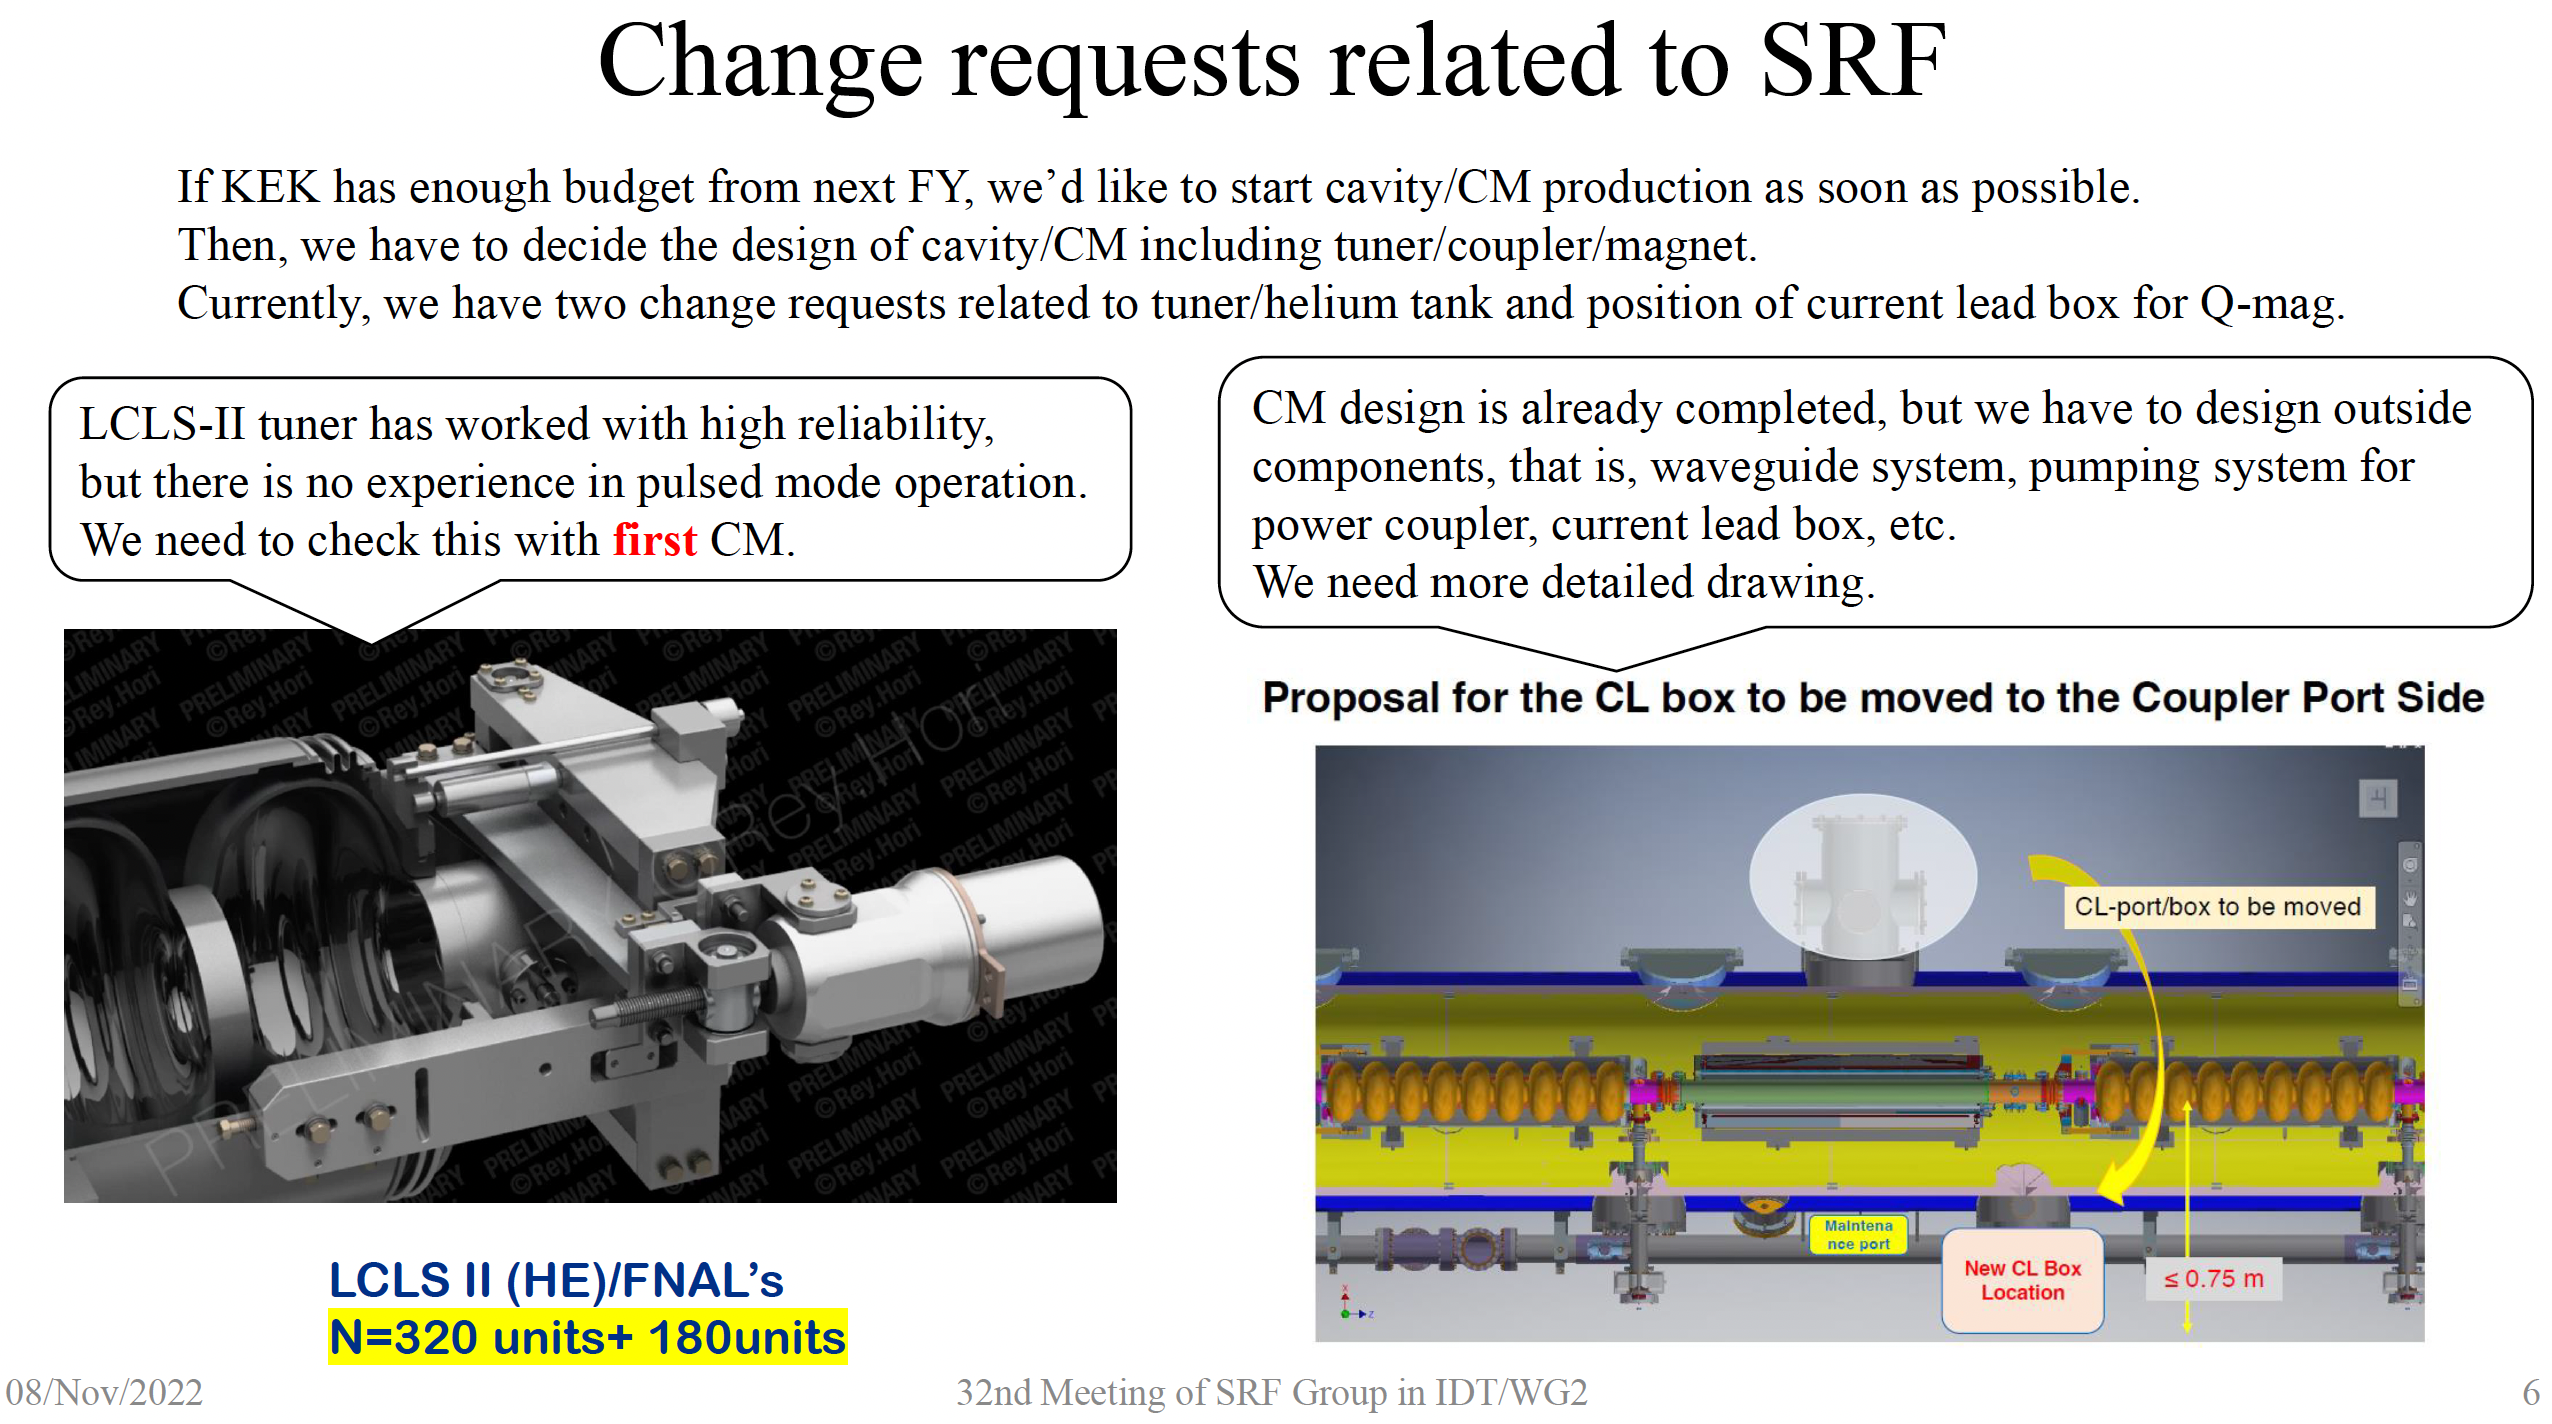 Change requests related to SRF
If KEK has enough budget from next FY, we’d like to start cavity/CM production as soon as possible.
Then, we have to decide the design of cavity/CM including tuner/coupler/magnet.
Currently, we have two change requests related to tuner/helium tank and position of current lead box for Q-mag.
LCLS-II tuner has worked with high reliability,
but there is no experience in pulsed mode operation.
We need to check this with first CM.
CM design is already completed, but we have to design outside
components, that is, waveguide system, pumping system for
power coupler, current lead box, etc.
We need more detailed drawing.
PRELIMINARY
©Rey.Hori
Rey.Hori
LCLS II (HE)/FNAL’s
N=320 units+ 180units
Proposal for the CL box to be moved to the Coupler Port Side
CL-port/box to be moved
Maintena
nce port
New CL Box
Location
≤ 0.75 m
X
Z
08/Nov/2022
32nd Meeting of SRF Group in IDT/WG2
6